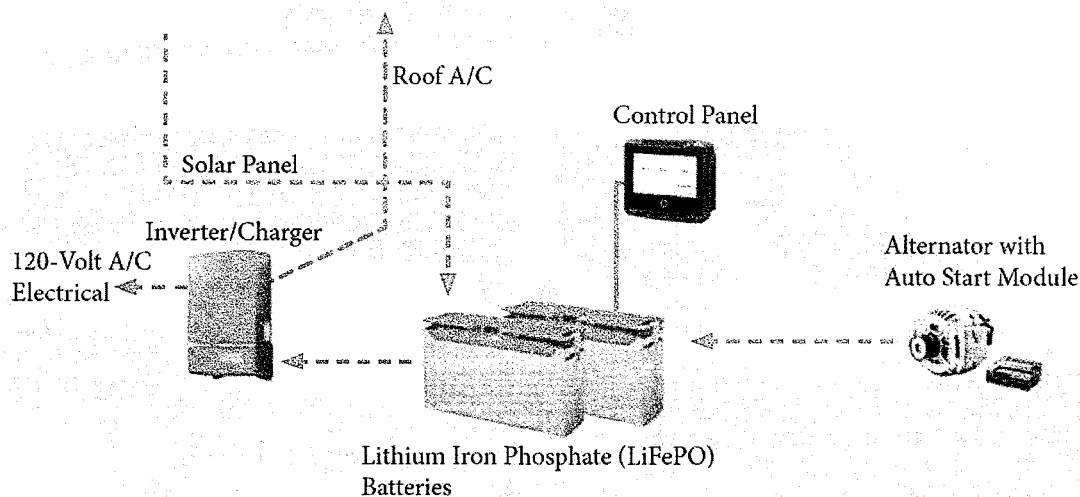 Roof A/C
Control Panel
Solar Panel
Inverter/Charger
120-Volt A/C
Electrical
Alternator with
Auto Start Module
Lithium Iron Phosphate (LiFePO)
Batteries